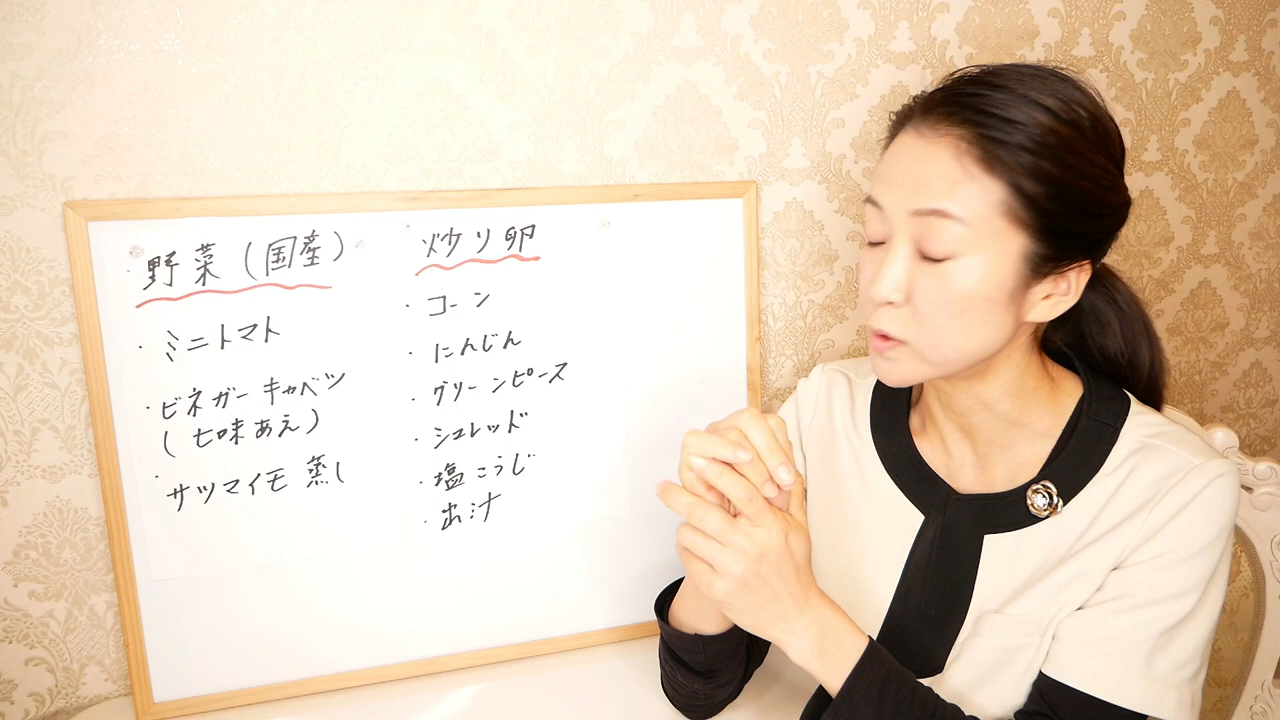 野菜（国産）
・ミニトマト
・ビネガーキャベツ
（七味あえ）
・サツマイモ蒸し
炒り卵
・コーン
・にんじん
・グリーンピース
・シュレッド
・塩こうじ
・出汁